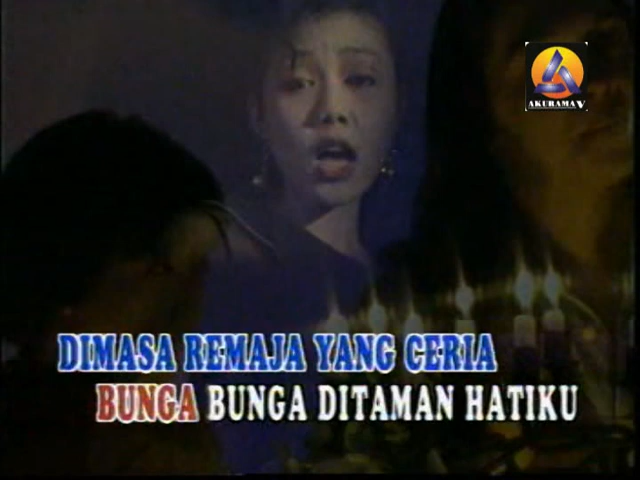 AKURAMA V
DIMASA REMAJA YANG CERIA
BUNGA BUNGA DITAMAN HATIKU